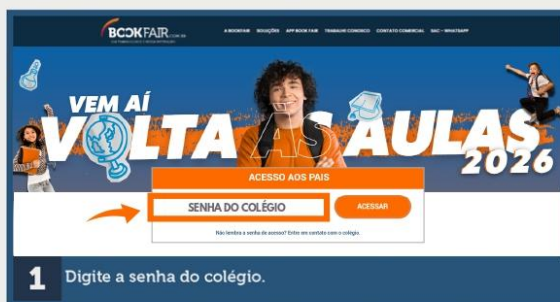 BOOKFAIR.COM.BR
A BOOKFAIR SOLUÇÕES APP BOOK FAIR TRABALHE CONOSCO CONTATO COMERCIAL SAC - WHATSAPP
VEM AÍ
VOLTA ÀS AULAS
2026
ACESSO AOS PAIS
SENHA DO COLÉGIO
ACESSAR
Não lembra a senha de acesso? Entre em contato com o colégio.
1 Digite a senha do colégio.